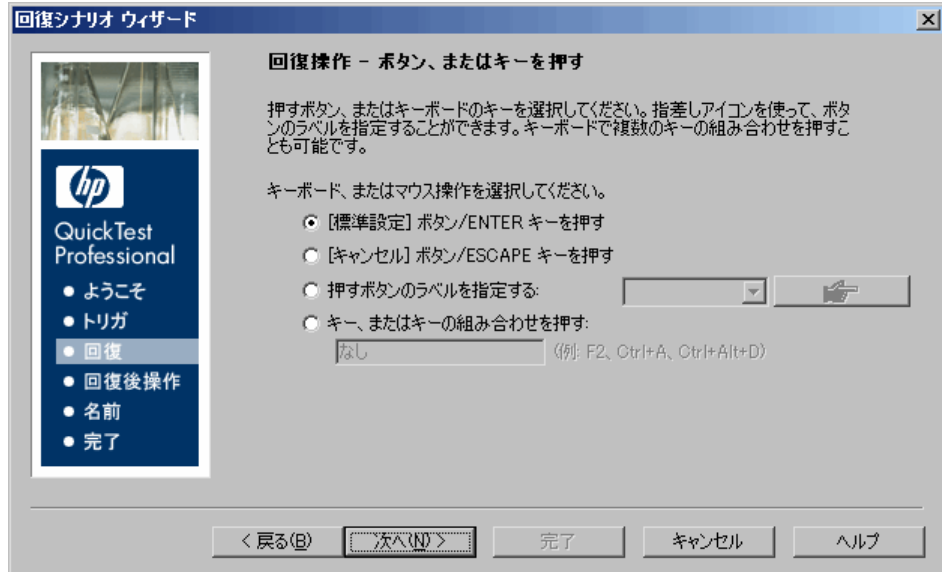 回復シナリオ ウィザード
回復操作 - ボタン、またはキーを押す
押すボタン、またはキーボードのキーを選択してください。指差しアイコンを使って、ボタ
ンのラベルを指定することができます。キーボードで複数のキーの組み合わせを押すこ
とも可能です。
キーボード、またはマウス操作を選択してください。
[標準設定] ボタン/ENTER キーを押す
[キャンセル] ボタン/ESCAPE キーを押す
押すボタンのラベルを指定する:
キー、またはキーの組み合わせを押す:
なし
(例: F2、Ctrl+A、Ctrl+Alt+D)
hp
QuickTest
Professional
ようこそ
トリガ
回復
回復後操作
名前
完了
< 戻る(B)
次へ(N) >
完了
キャンセル
ヘルプ